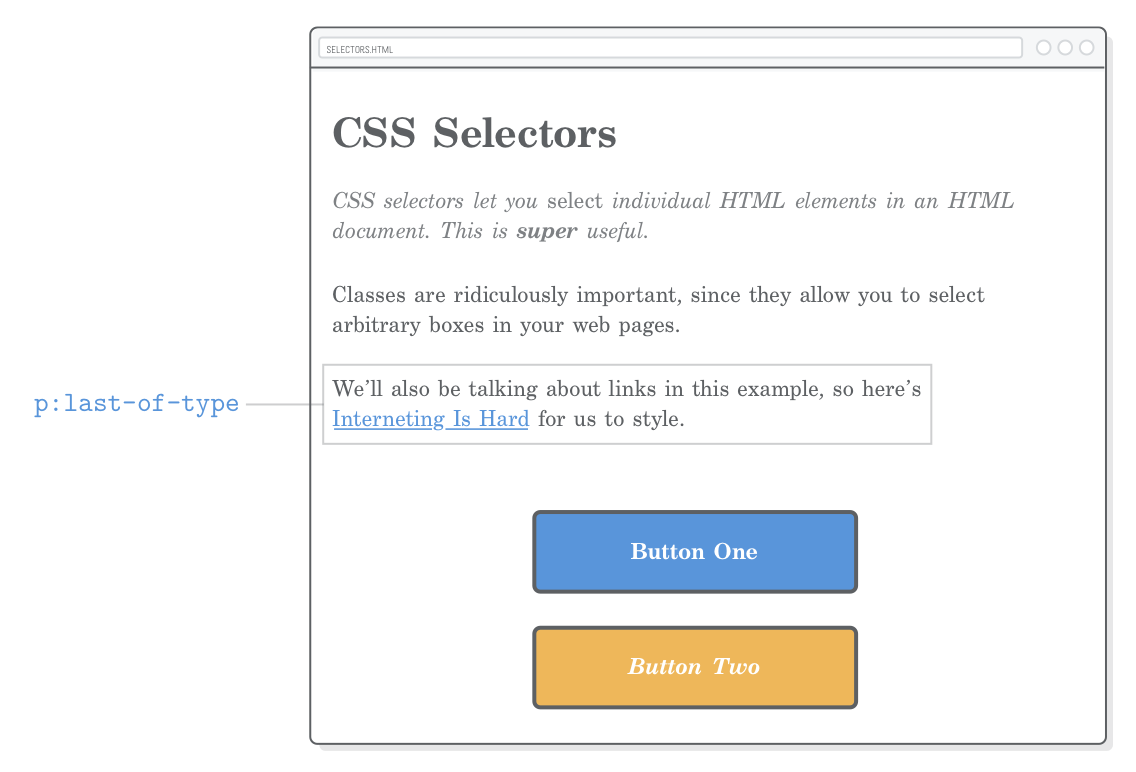 SELECTORS.HTML
CSS Selectors
CSS selectors let you select individual HTML elements in an HTML
document. This is super useful.
Classes are ridiculously important, since they allow you to select
arbitrary boxes in your web pages.
p:last-of-type
We’ll also be talking about links in this example, so here’s
Interneting Is Hard for us to style.
Button One
Button Two